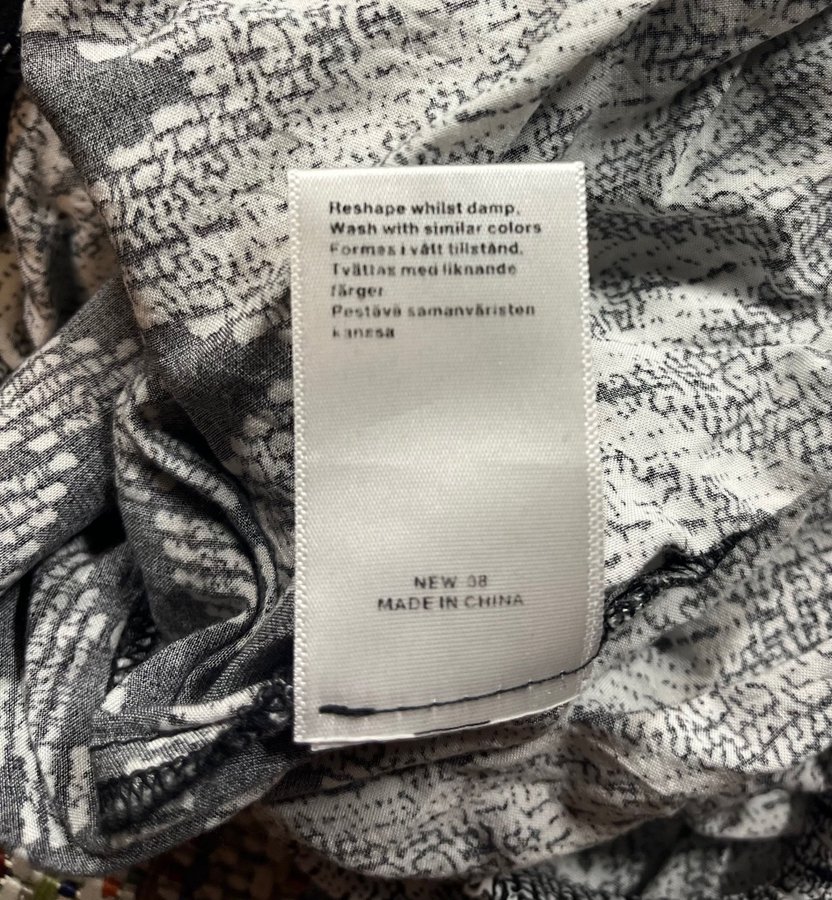 Reshape whilst damp.
Wash with similar colors
Formas i vått tillstånd.
Tvättas med liknande
färger
Pestävä samanväristen
kanssa
NEW 38
MADE IN CHINA